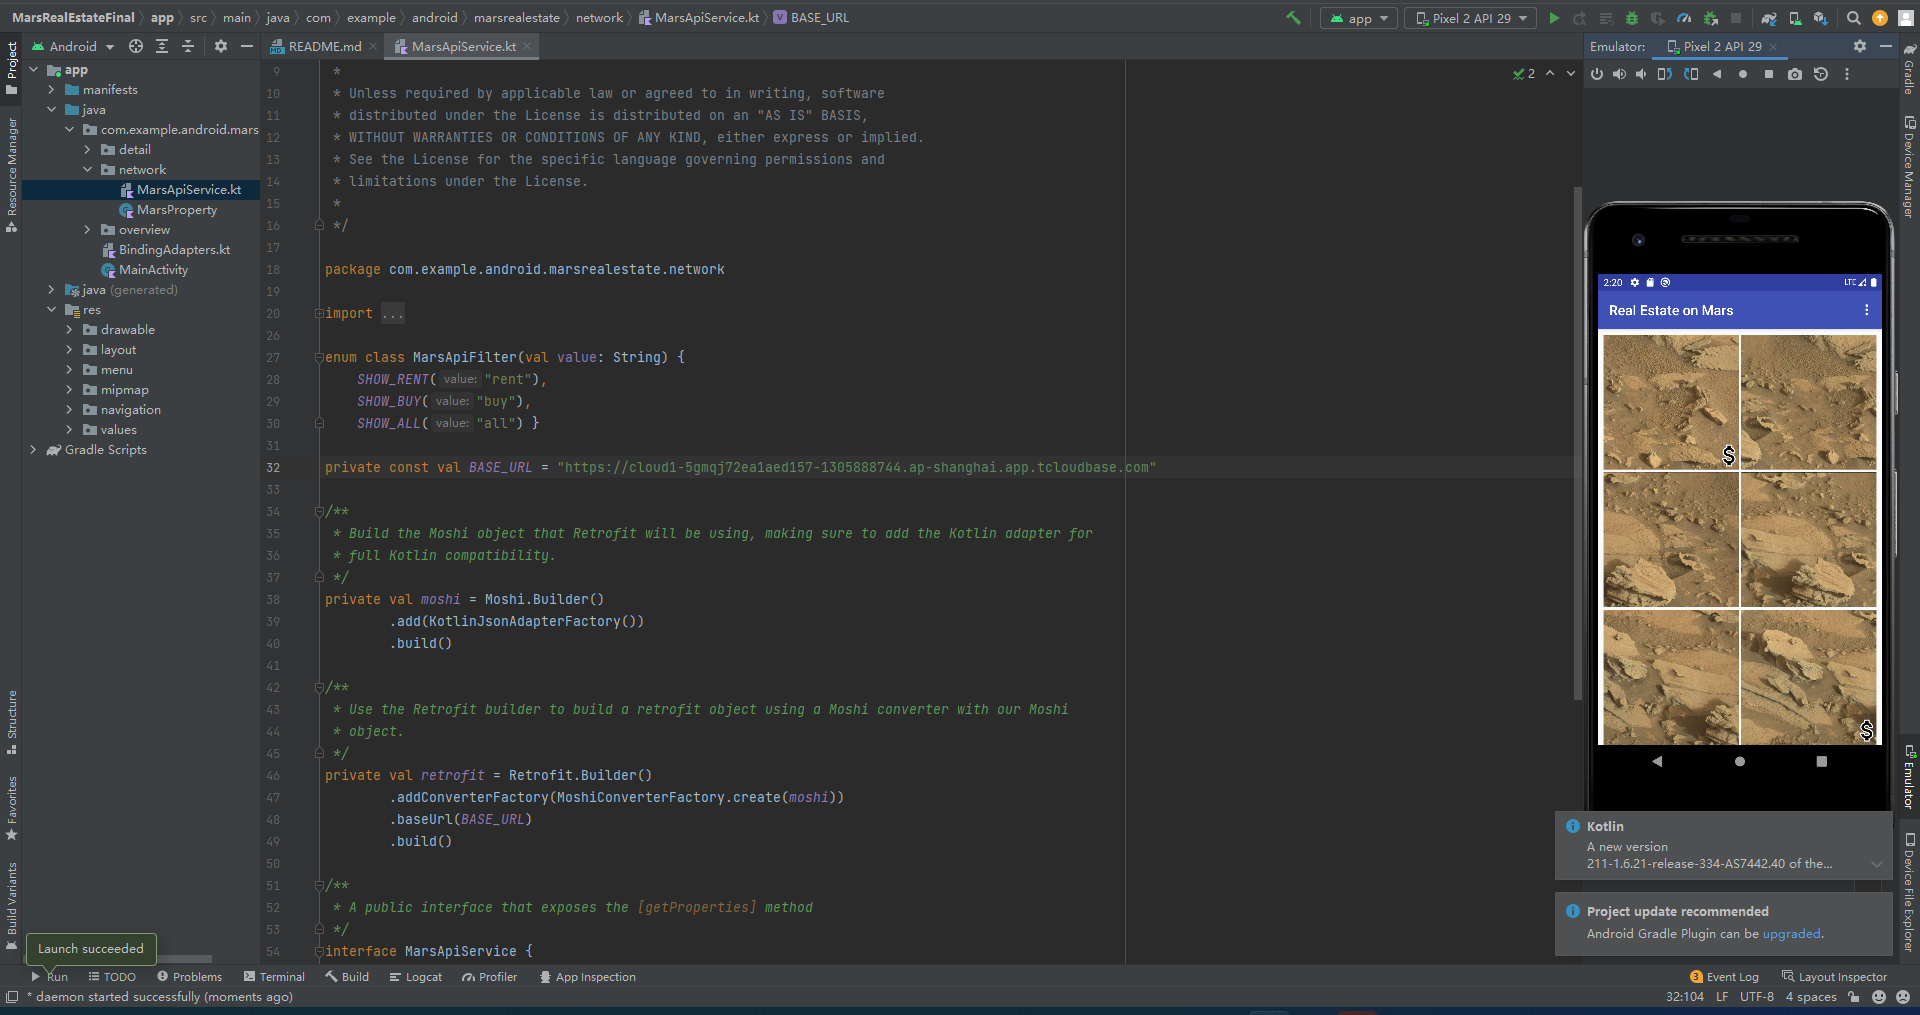 MarsRealEstateFinal app src main java com example android marsrealestate network MarsApiService.kt BASE_URL
app Pixel 2 API 29
Android README.md MarsApiService.kt Emulator: Pixel 2 API 29
Project
Resource Manager
Structure
Favorites
Build Variants
app
manifests
java
com.example.android.mars
detail
network
MarsApiService.kt
MarsProperty
overview
BindingAdapters.kt
MainActivity
java (generated)
res
drawable
layout
menu
mipmap
navigation
values
Gradle Scripts
2
9 *
10 * Unless required by applicable law or agreed to in writing, software
11 * distributed under the License is distributed on an "AS IS" BASIS,
12 * WITHOUT WARRANTIES OR CONDITIONS OF ANY KIND, either express or implied.
13 * See the License for the specific language governing permissions and
14 * limitations under the License.
15 *
16 */
17
18 package com.example.android.marsrealestate.network
19
20 import ...
26
27 enum class MarsApiFilter(val value: String) {
28 SHOW_RENT( value: "rent"),
29 SHOW_BUY( value: "buy"),
30 SHOW_ALL( value: "all") }
31
32 private const val BASE_URL = "https://cloud1-5gmqj72ea1aed157-1305888744.ap-shanghai.app.tcloudbase.com"
33
34 /**
35 * Build the Moshi object that Retrofit will be using, making sure to add the Kotlin adapter for
36 * full Kotlin compatibility.
37 */
38 private val moshi = Moshi.Builder()
39 .add(KotlinJsonAdapterFactory())
40 .build()
41
42 /**
43 * Use the Retrofit builder to build a retrofit object using a Moshi converter with our Moshi
44 * object.
45 */
46 private val retrofit = Retrofit.Builder()
47 .addConverterFactory(MoshiConverterFactory.create(moshi))
48 .baseUrl(BASE_URL)
49 .build()
50
51 /**
52 * A public interface that exposes the [getProperties] method
53 */
54 interface MarsApiService {
2:20 LTE
Real Estate on Mars
$
$
Gradle
Device Manager
Emulator
Device File Explorer
Kotlin
A new version
211-1.6.21-release-334-AS7442.40 of the...
Project update recommended
Android Gradle Plugin can be upgraded.
Launch succeeded
Run TODO Problems Terminal Build Logcat Profiler App Inspection 3 Event Log Layout Inspector
* daemon started successfully (moments ago) 32:104 LF UTF-8 4 spaces